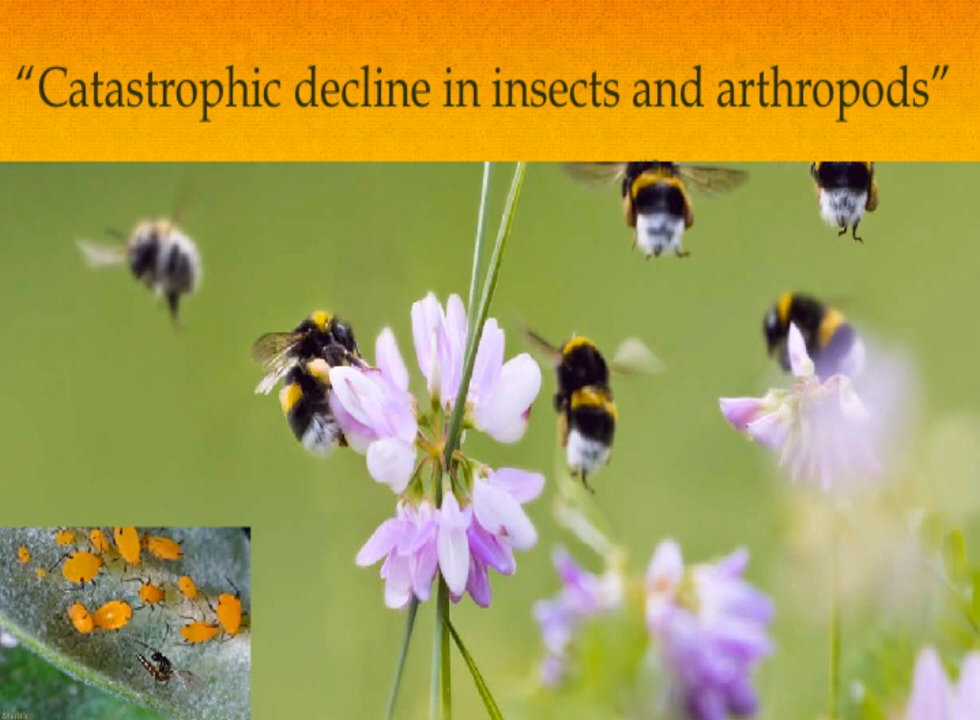 “Catastrophic decline in insects and arthropods”